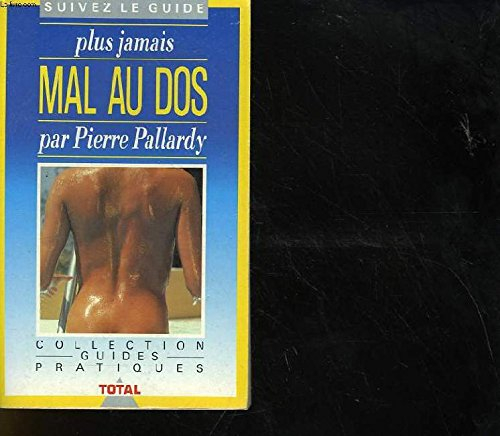 SUIVEZ LE GUIDE
plus jamais
MAL AU DOS
par Pierre Pallardy
COLLECTION
GUIDES
PRATIQUES
TOTAL